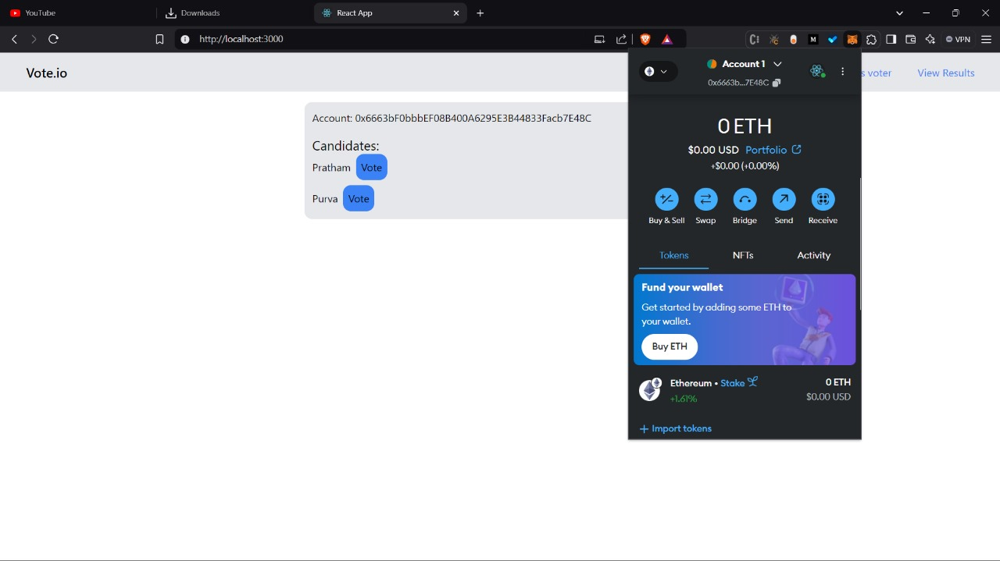 YouTube
Downloads
React App
http://localhost:3000
M
VPN
Vote.io
s voter
View Results
Account: 0x6663bF0bbbEF08B400A6295E3B44833Facb7E48C
Candidates:
Pratham Vote
Purva Vote
Account 1
0x6663b...7E48C
0 ETH
$0.00 USD Portfolio
+$0.00 (+0.00%)
Buy & Sell Swap Bridge Send Receive
Tokens NFTs Activity
Fund your wallet
Get started by adding some ETH to
your wallet.
Buy ETH
Ethereum • Stake 0 ETH
+1.61% $0.00 USD
+ Import tokens